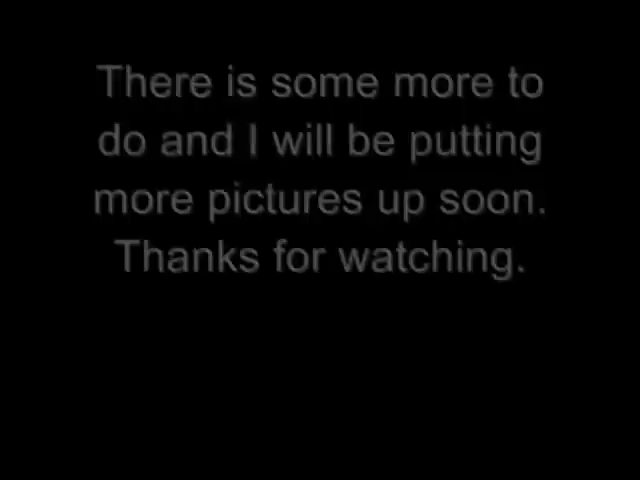 There is some more to
do and I will be putting
more pictures up soon.
Thanks for watching.